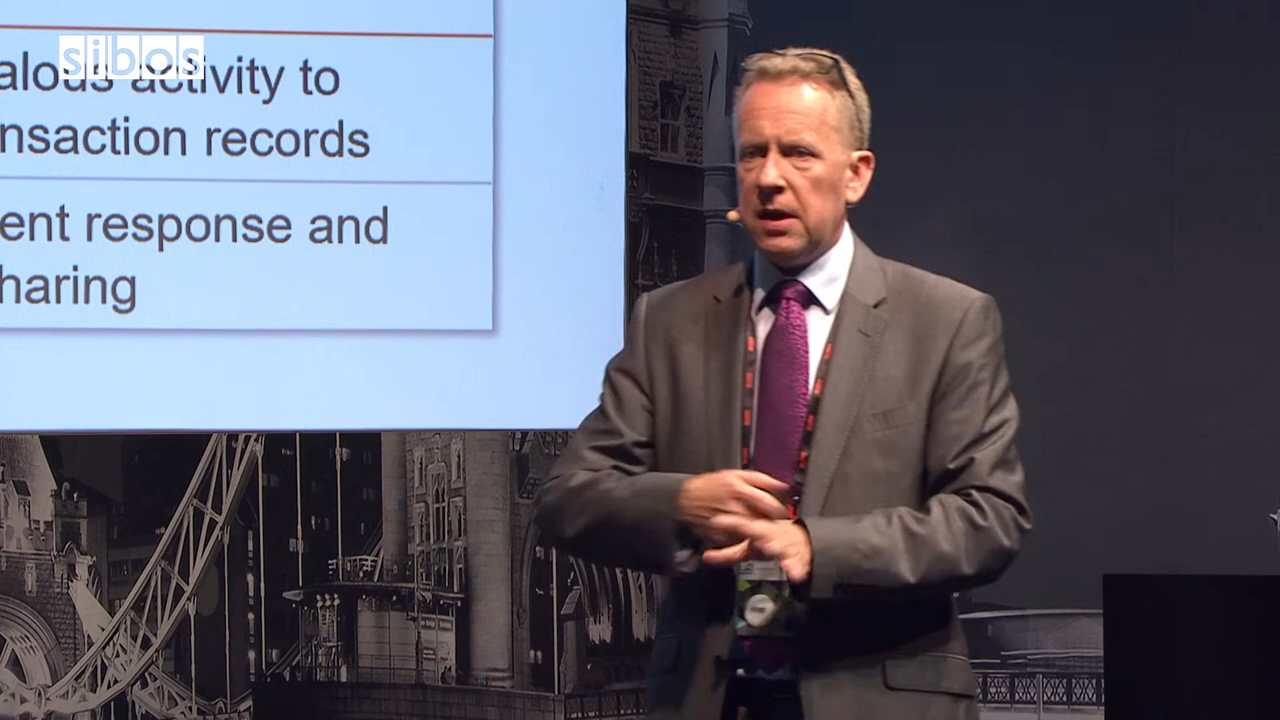 sibos
alous activity to
nsaction records
ent response and
haring